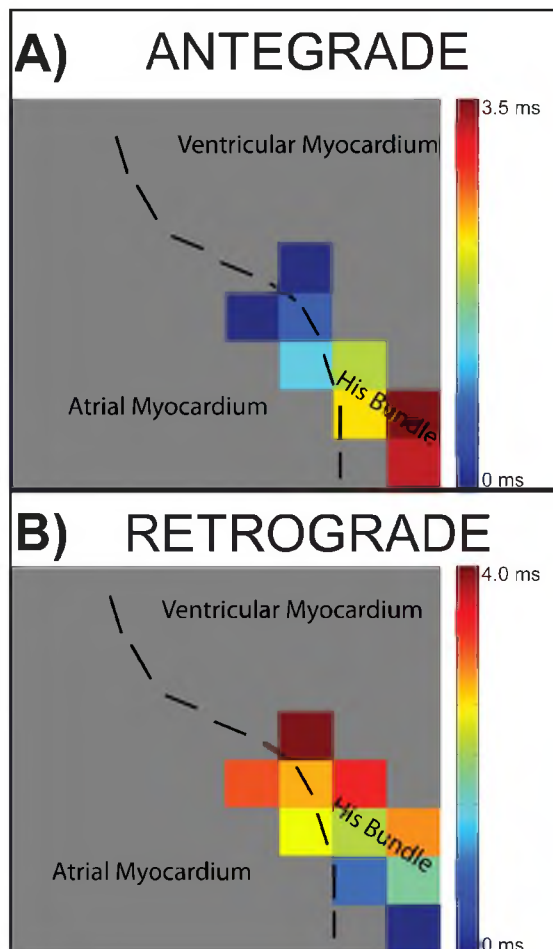 A) ANTEGRADE
3.5 ms
Ventricular Myocardium
His Bundle
Atrial Myocardium
0 ms
B) RETROGRADE
4.0 ms
Ventricular Myocardium
His Bundle
Atrial Myocardium
0 ms